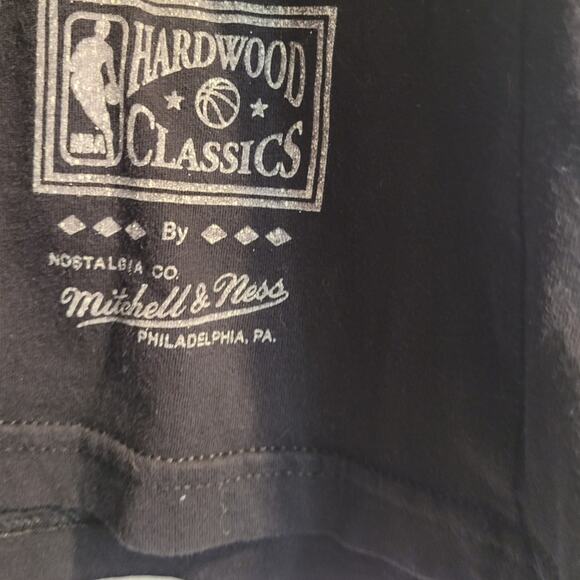 HARDWOOD
NBA
CLASSICS
By
NOSTALGIA CO.
Mitchell & Ness
PHILADELPHIA, PA.